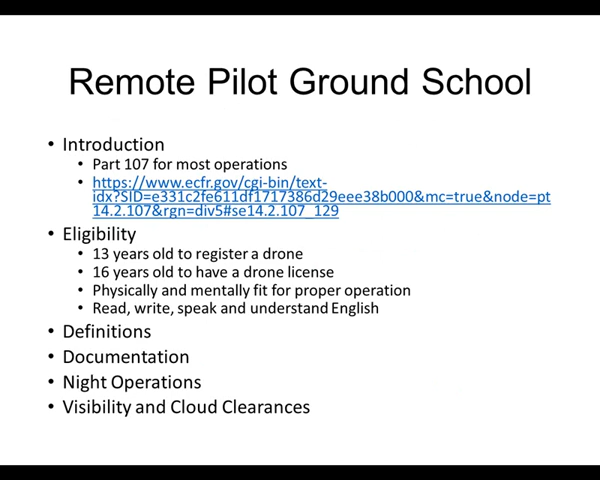 Remote Pilot Ground School
• Introduction
• Part 107 for most operations
• https://www.ecfr.gov/cgi-bin/text-
idx?SID=e331c2fe611df1717386d29eee38b000&mc=true&node=pt
14.2.107&rgn=div5#se14.2.107_129
• Eligibility
• 13 years old to register a drone
• 16 years old to have a drone license
• Physically and mentally fit for proper operation
• Read, write, speak and understand English
• Definitions
• Documentation
• Night Operations
• Visibility and Cloud Clearances